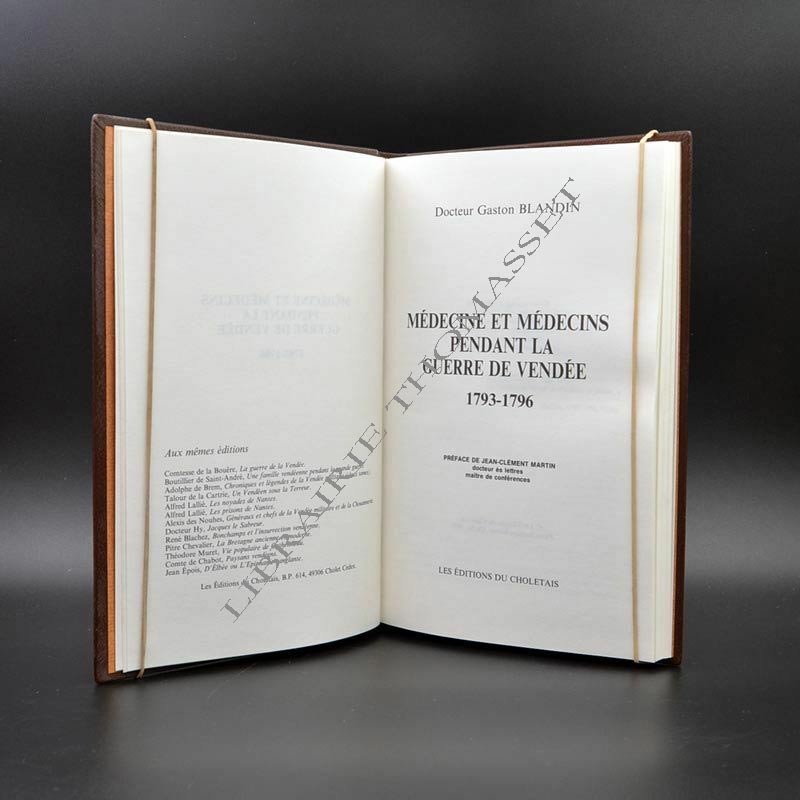 Aux mêmes éditions
Comtesse de la Bouëre, La guerre de la Vendée.
Boutillier de Saint-André, Une famille vendéenne pendant la grande guerre.
Adolphe de Brem, Chroniques et légendes de la Vendée
Talour de la Cartrie, Un Vendéen sous la Terreur.
Alfred Lallié, Les noyades de Nantes.
Alfred Lallié, Les prisons de Nantes.
Alexis des Nouhes, Généraux et chefs de la Vendée militaire et de la Chouannerie.
Docteur Hy, Jacques le Sabreur.
René Blachez, Bonchamps et l'insurrection vendéenne.
Pitre Chevalier, La Bretagne ancienne et moderne.
Théodore Muret, Vie populaire de
Comte de Chabot, Paysans vendéens.
Jean Epois, D'Elbée ou L'Epopée sanglante.
Les Éditions du Choletais, B.P. 614, 49306 Cholet Cedex.
Docteur Gaston BLANDIN
MÉDECINE ET MÉDECINS
PENDANT LA
GUERRE DE VENDÉE
1793-1796
PRÉFACE DE JEAN-CLÉMENT MARTIN
docteur ès lettres
maître de conférences
LES ÉDITIONS DU CHOLETAIS
LIBRAIRIE THOMASSET